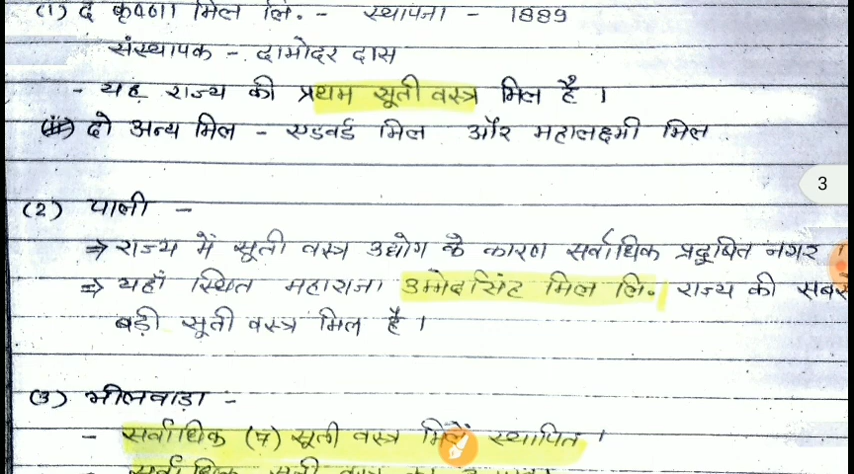 (1) द कृष्णा मिल लि. - स्थापना - 1889
संस्थापक - दामोदर दास
- यह राज्य की प्रथम सूती वस्त्र मिल है ।
(ii) दो अन्य मिल - एडवर्ड मिल और महालक्ष्मी मिल
3
(2) पाली -
⇒ राज्य में सूती वस्त्र उद्योग के कारण सर्वाधिक प्रदूषित नगर ।
⇒ यहाँ स्थित महाराजा उम्मेदसिंह मिल लि. राज्य की सबसे
बड़ी सूती वस्त्र मिल है ।
(3) भीलवाड़ा -
- सर्वाधिक (7) सूती वस्त्र मिलें स्थापित ।